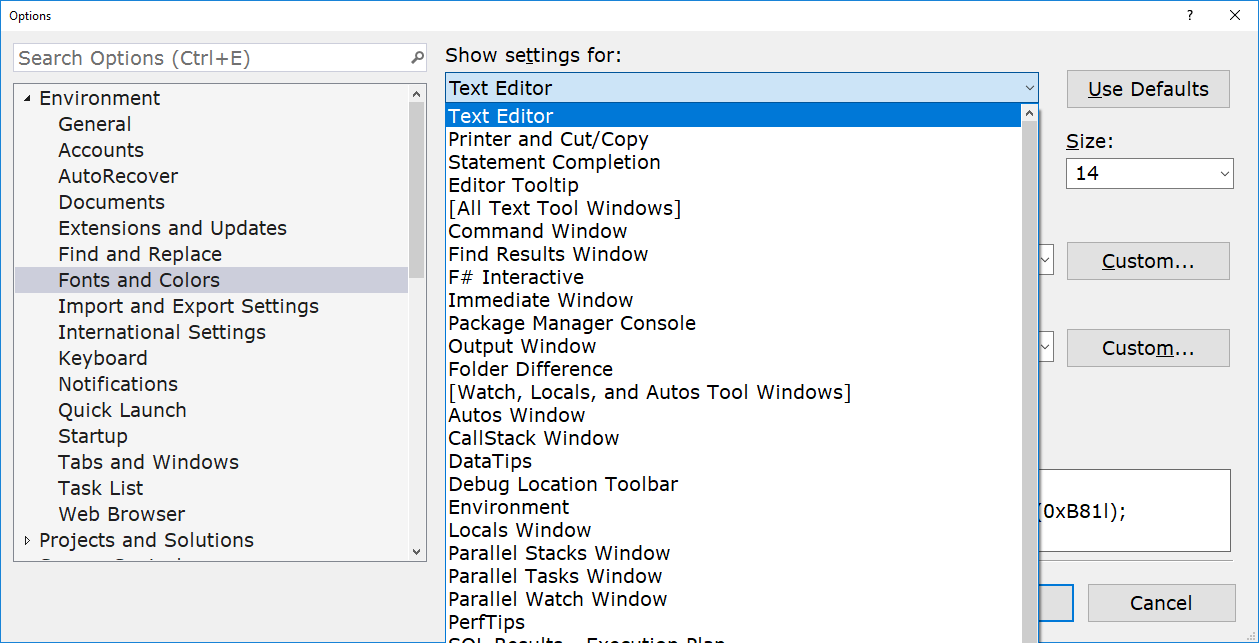 Options
?
Search Options (Ctrl+E)
Environment
General
Accounts
AutoRecover
Documents
Extensions and Updates
Find and Replace
Fonts and Colors
Import and Export Settings
International Settings
Keyboard
Notifications
Quick Launch
Startup
Tabs and Windows
Task List
Web Browser
Projects and Solutions
Show settings for:
Text Editor
Text Editor
Printer and Cut/Copy
Statement Completion
Editor Tooltip
[All Text Tool Windows]
Command Window
Find Results Window
F# Interactive
Immediate Window
Package Manager Console
Output Window
Folder Difference
[Watch, Locals, and Autos Tool Windows]
Autos Window
CallStack Window
DataTips
Debug Location Toolbar
Environment
Locals Window
Parallel Stacks Window
Parallel Tasks Window
Parallel Watch Window
PerfTips
SQL Results - Execution Plan
Use Defaults
Size:
14
Custom...
Custom...
(0xB81l);
Cancel